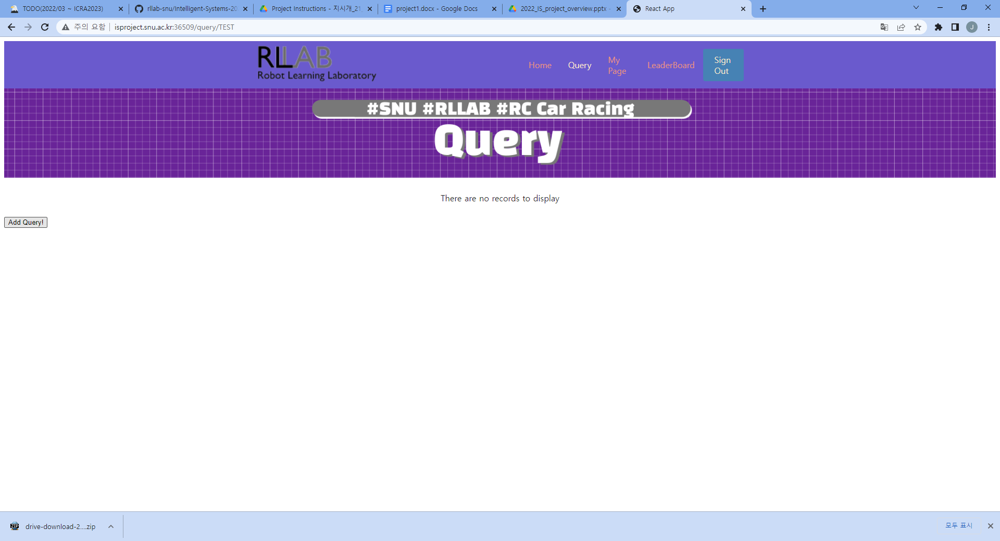 TODO(2022/03 ~ ICRA2023)
rllab-snu/Intelligent-Systems-20
Project Instructions - 지시개_21
project1.docx - Google Docs
2022_IS_project_overview.pptx -
React App
주의 요함
isproject.snu.ac.kr:36509/query/TEST
J
RLLAB
Robot Learning Laboratory
Home
Query
My
Page
LeaderBoard
Sign
Out
#SNU #RLLAB #RC Car Racing
Query
There are no records to display
Add Query!
ZIP
drive-download-2....zip
모두 표시